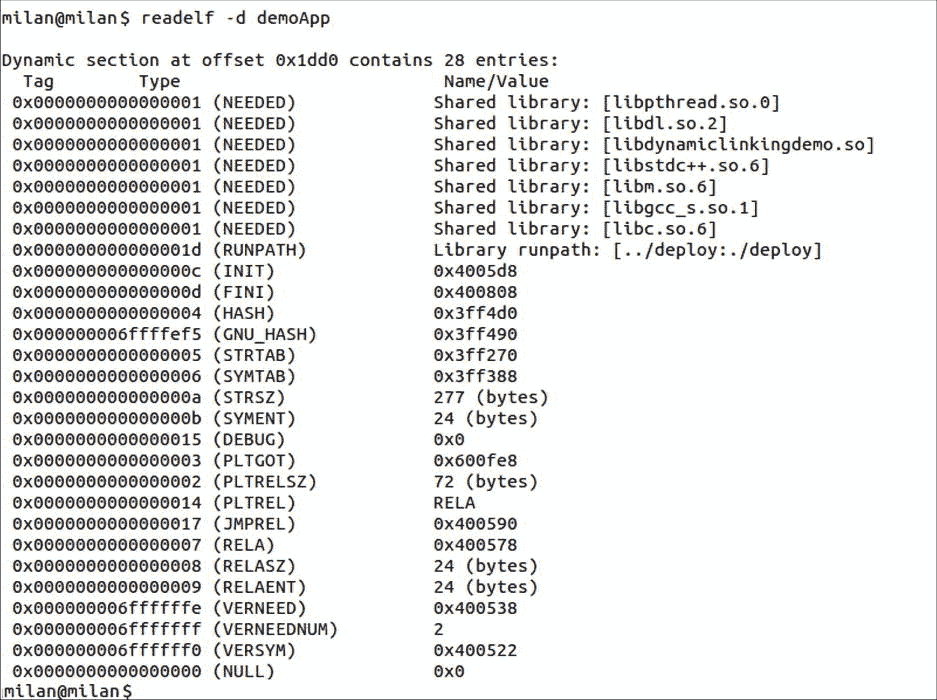 milan@milan$ readelf -d demoApp
Dynamic section at offset 0x1dd0 contains 28 entries:
Tag Type Name/Value
0x0000000000000001 (NEEDED) Shared library: [libpthread.so.0]
0x0000000000000001 (NEEDED) Shared library: [libdl.so.2]
0x0000000000000001 (NEEDED) Shared library: [libdynamiclinkingdemo.so]
0x0000000000000001 (NEEDED) Shared library: [libstdc++.so.6]
0x0000000000000001 (NEEDED) Shared library: [libm.so.6]
0x0000000000000001 (NEEDED) Shared library: [libgcc_s.so.1]
0x0000000000000001 (NEEDED) Shared library: [libc.so.6]
0x000000000000001d (RUNPATH) Library runpath: [../deploy:./deploy]
0x000000000000000c (INIT) 0x4005d8
0x000000000000000d (FINI) 0x400808
0x0000000000000004 (HASH) 0x3ff4d0
0x000000006ffffef5 (GNU_HASH) 0x3ff490
0x0000000000000005 (STRTAB) 0x3ff270
0x0000000000000006 (SYMTAB) 0x3ff388
0x000000000000000a (STRSZ) 277 (bytes)
0x000000000000000b (SYMENT) 24 (bytes)
0x0000000000000015 (DEBUG) 0x0
0x0000000000000003 (PLTGOT) 0x600fe8
0x0000000000000002 (PLTRELSZ) 72 (bytes)
0x0000000000000014 (PLTREL) RELA
0x0000000000000017 (JMPREL) 0x400590
0x0000000000000007 (RELA) 0x400578
0x0000000000000008 (RELASZ) 24 (bytes)
0x0000000000000009 (RELAENT) 24 (bytes)
0x000000006ffffffe (VERNEED) 0x400538
0x000000006fffffff (VERNEEDNUM) 2
0x000000006ffffff0 (VERSYM) 0x400522
0x0000000000000000 (NULL) 0x0
milan@milan$